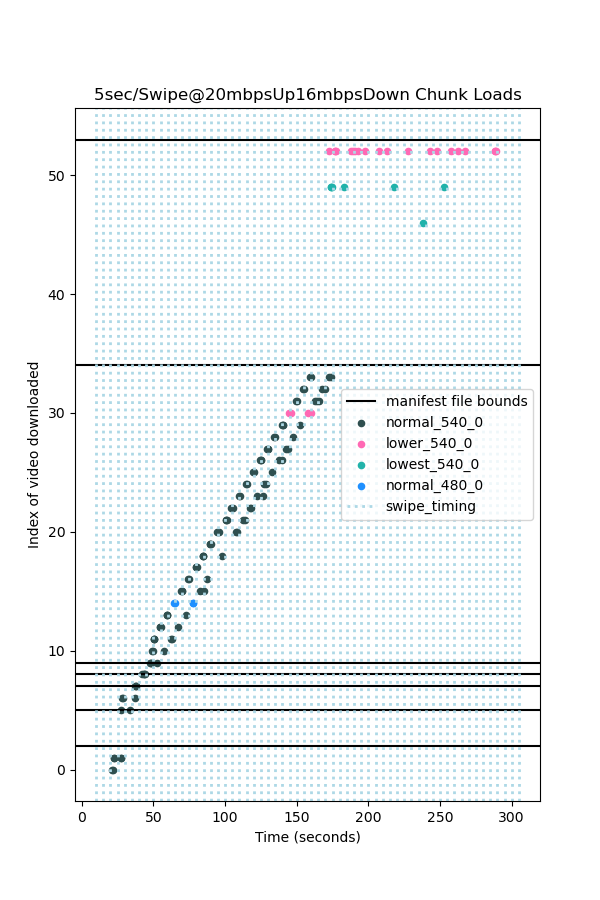 5sec/Swipe@20mbpsUp16mbpsDown Chunk Loads
50
40
30
20
10
0
Index of video downloaded
manifest file bounds
normal_540_0
lower_540_0
lowest_540_0
normal_480_0
swipe_timing
0 50 100 150 200 250 300
Time (seconds)